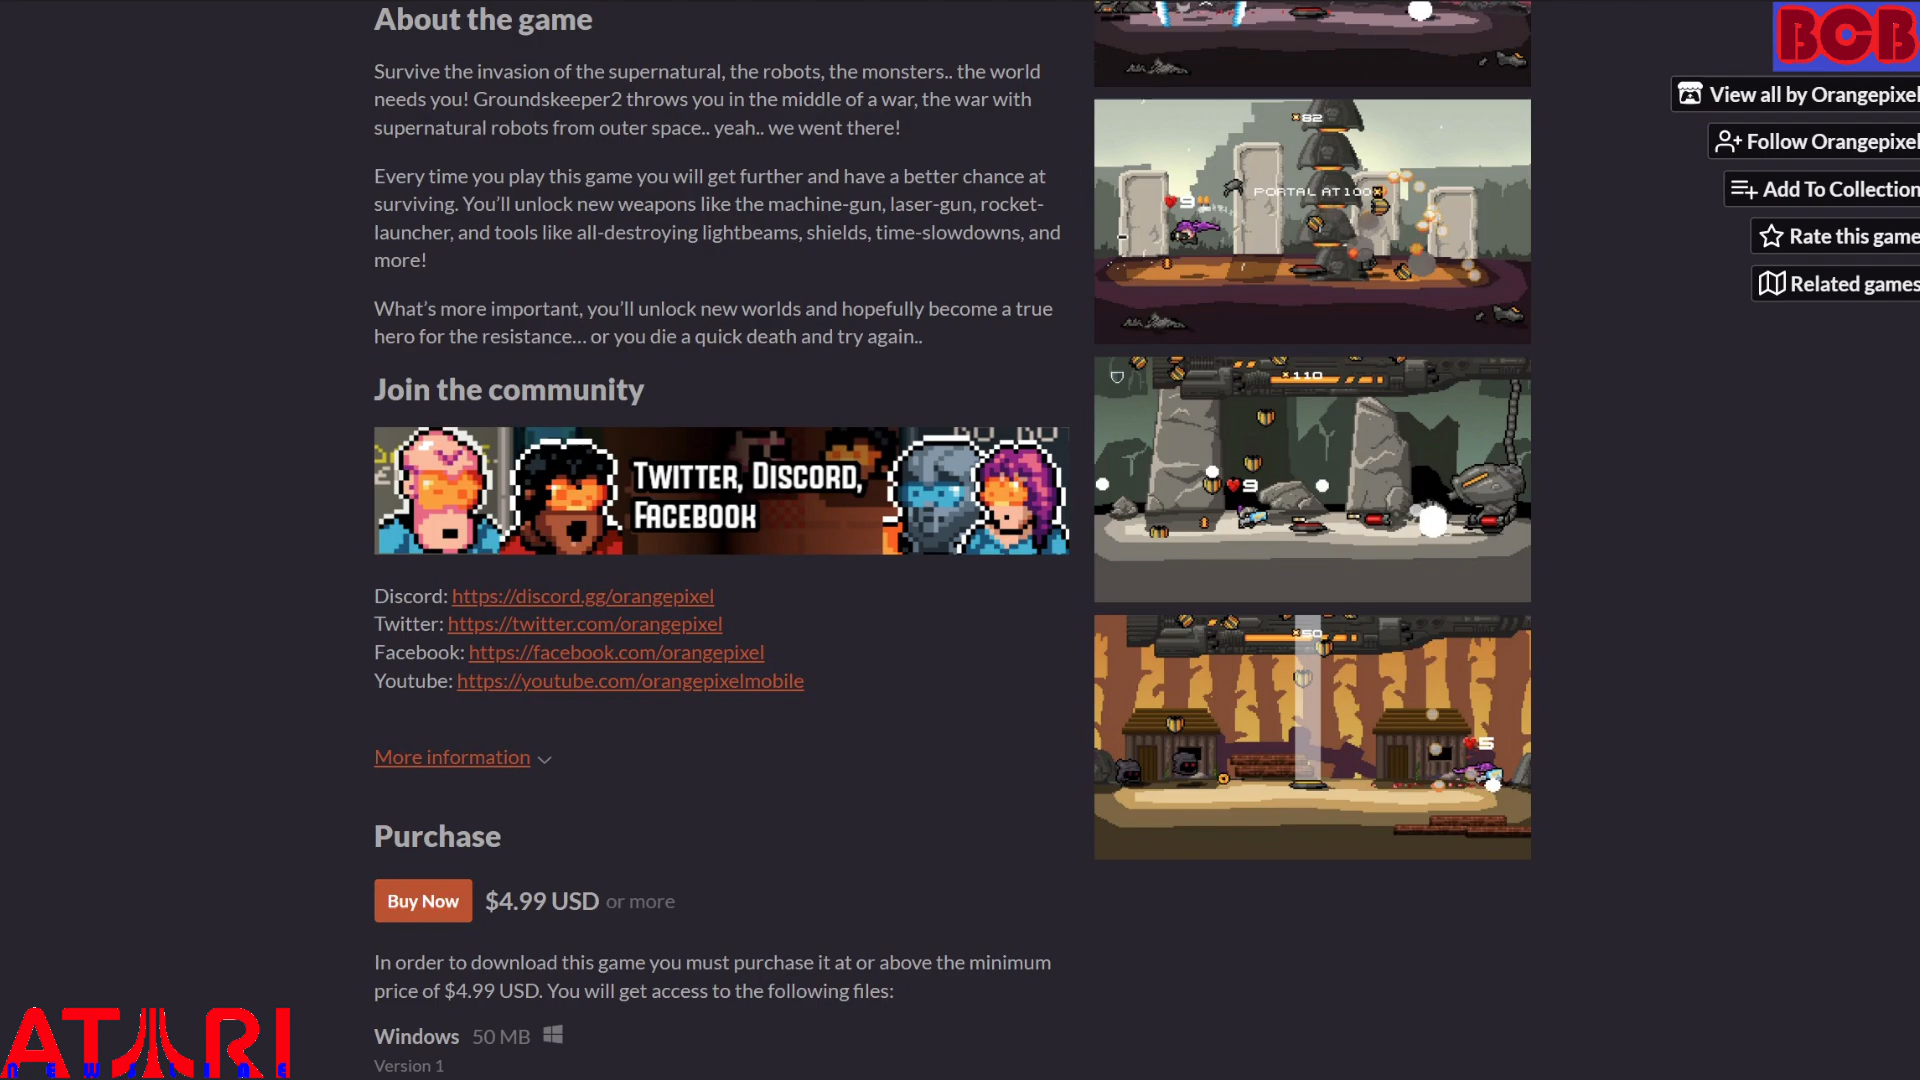 About the game
Survive the invasion of the supernatural, the robots, the monsters.. the world
needs you! Groundskeeper2 throws you in the middle of a war, the war with
supernatural robots from outer space.. yeah.. we went there!
Every time you play this game you will get further and have a better chance at
surviving. You’ll unlock new weapons like the machine-gun, laser-gun, rocket-
launcher, and tools like all-destroying lightbeams, shields, time-slowdowns, and
more!
What’s more important, you’ll unlock new worlds and hopefully become a true
hero for the resistance… or you die a quick death and try again..
Join the community
TWITTER, DISCORD,
FACEBOOK
Discord: https://discord.gg/orangepixel
Twitter: https://twitter.com/orangepixel
Facebook: https://facebook.com/orangepixel
Youtube: https://youtube.com/orangepixelmobile
More information
Purchase
Buy Now $4.99 USD or more
In order to download this game you must purchase it at or above the minimum
price of $4.99 USD. You will get access to the following files:
Windows 50 MB
Version 1
×82
PORTAL AT 100×
9
×110
9
×50
5
BCB
View all by Orangepixel
Follow Orangepixel
Add To Collection
Rate this game
Related games
ATARI
NEWSLINE